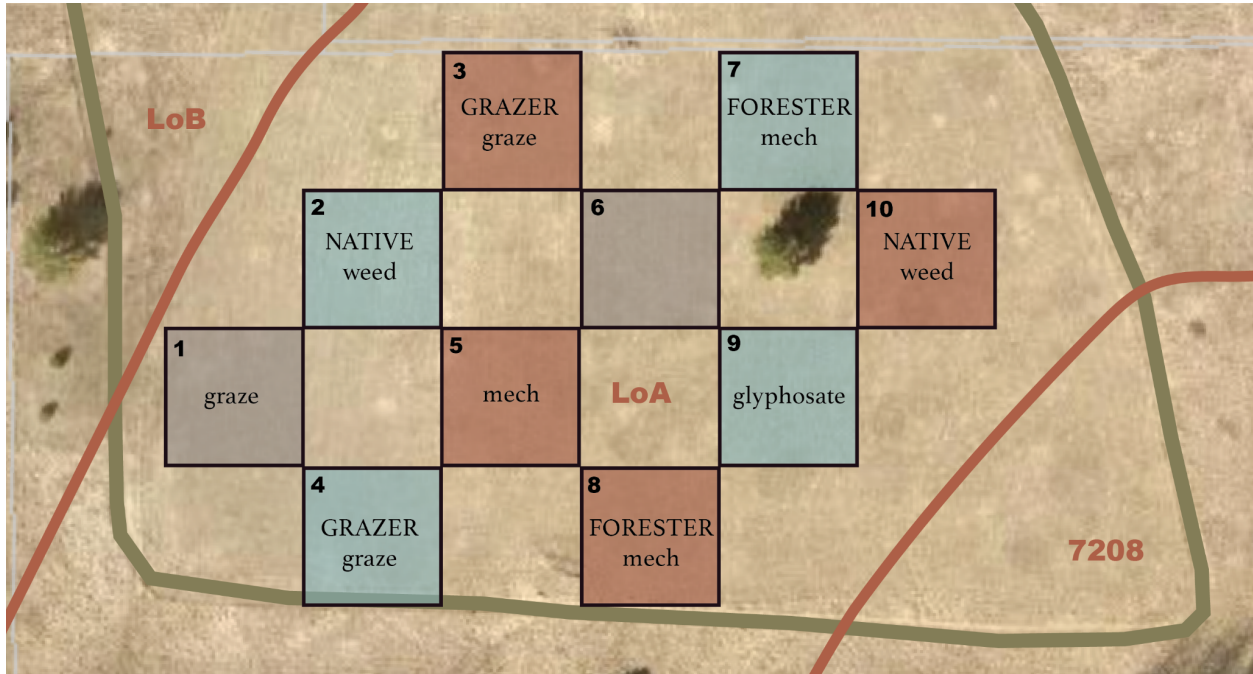 LoB
3
GRAZER
graze
7
FORESTER
mech
2
NATIVE
weed
6
10
NATIVE
weed
1
graze
5
mech
LoA
9
glyphosate
4
GRAZER
graze
8
FORESTER
mech
7208